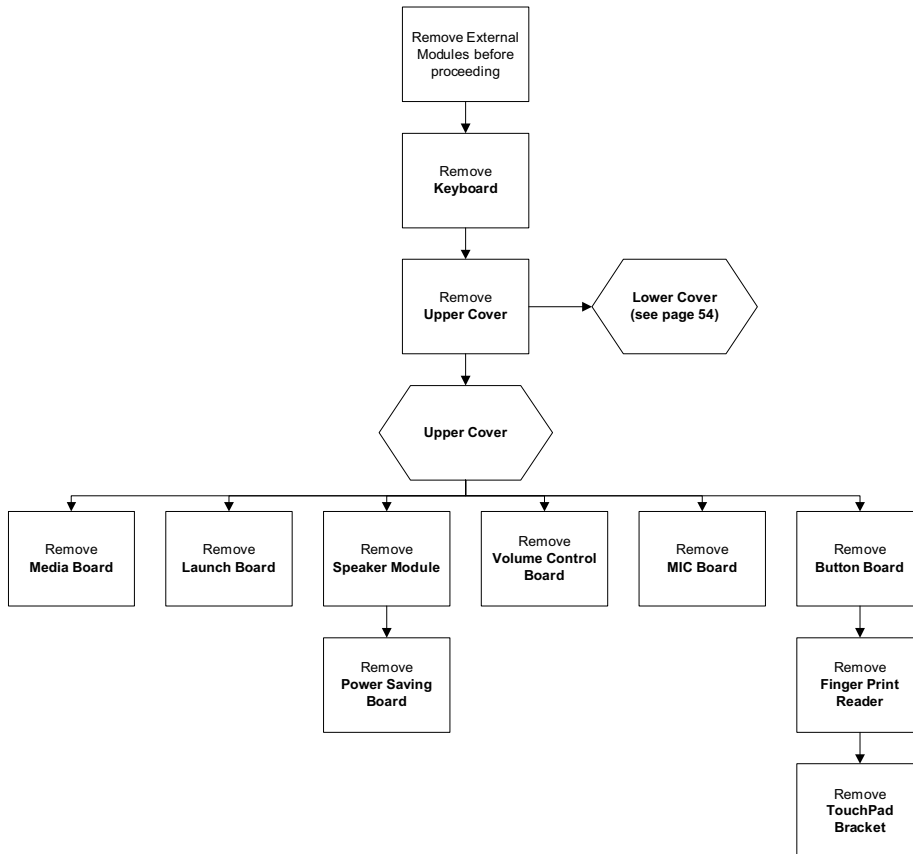 Remove External
Modules before
proceeding
Remove
Keyboard
Remove
Upper Cover
Lower Cover
(see page 54)
Upper Cover
Remove
Media Board
Remove
Launch Board
Remove
Speaker Module
Remove
Volume Control
Board
Remove
MIC Board
Remove
Button Board
Remove
Power Saving
Board
Remove
Finger Print
Reader
Remove
TouchPad
Bracket